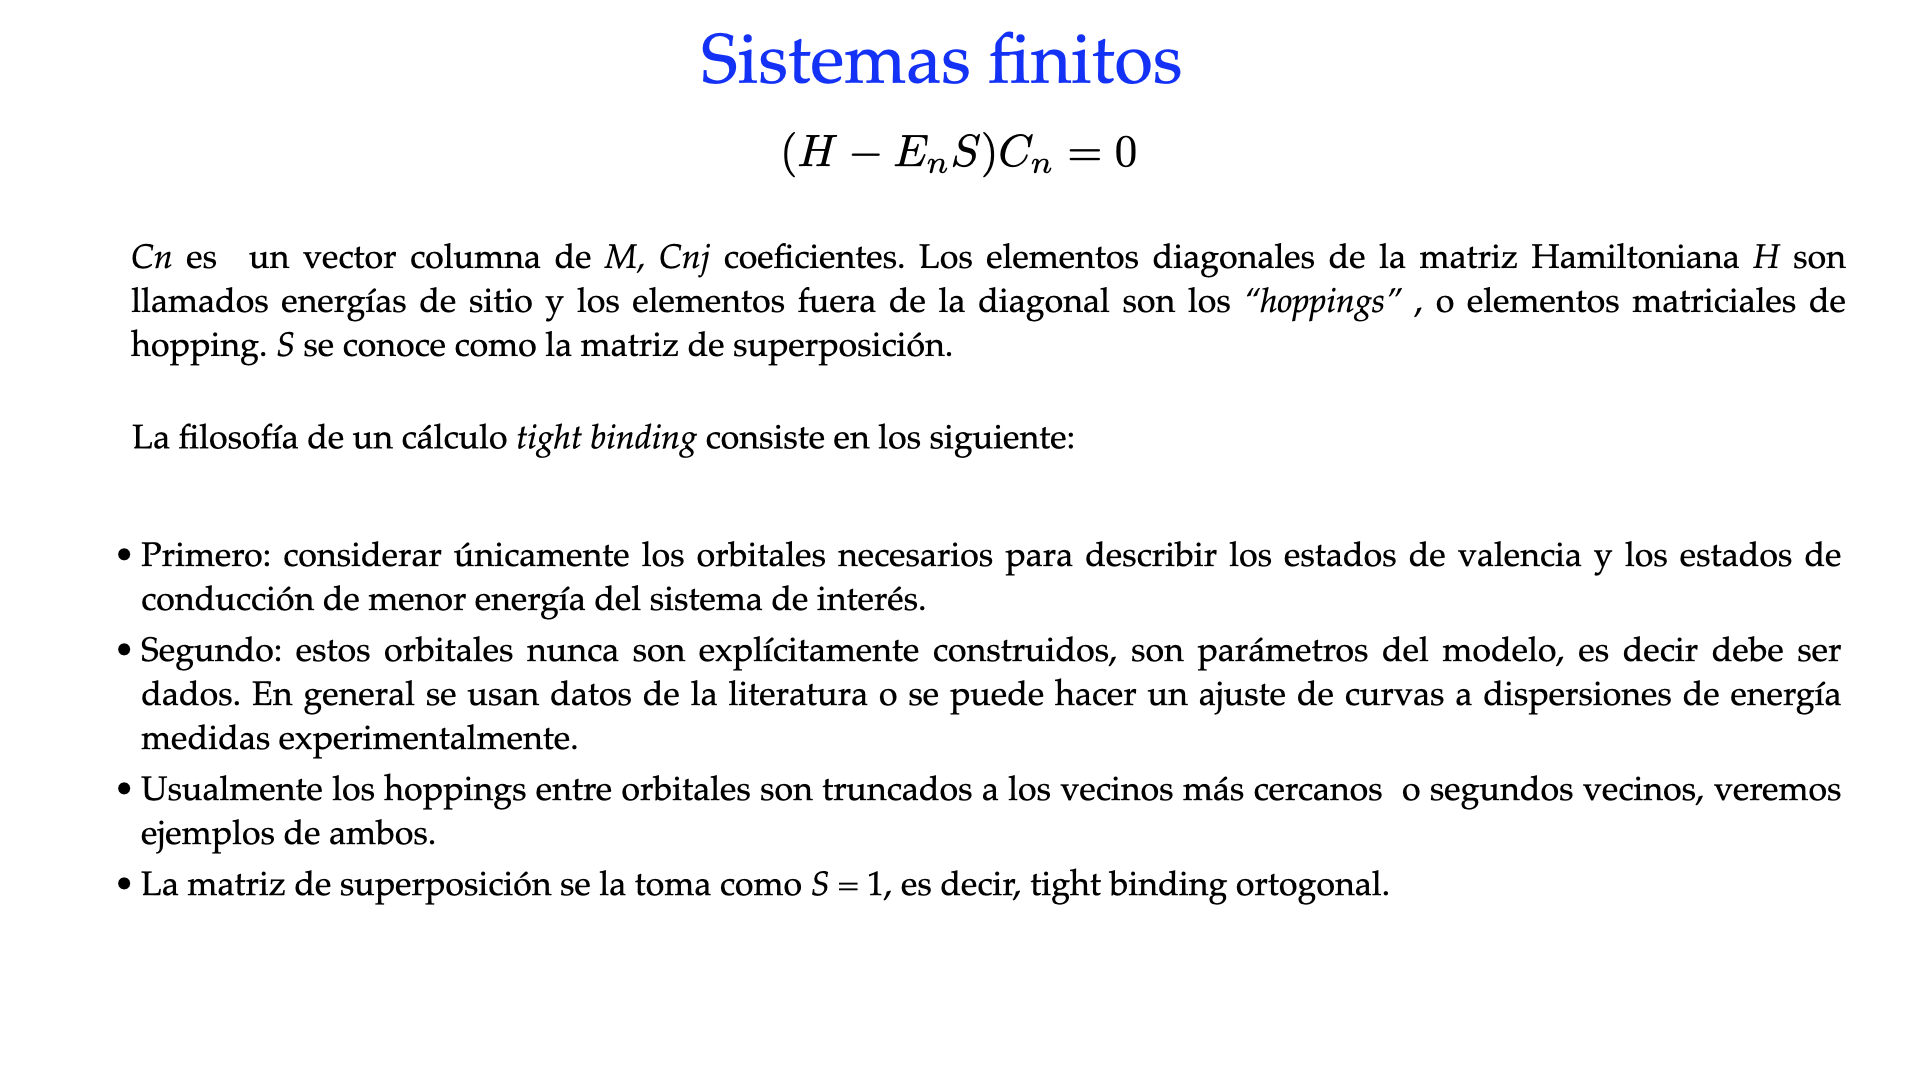 Sistemas finitos
(H − EₙS)Cₙ = 0
Cn es un vector columna de M, Cnj coeficientes. Los elementos diagonales de la matriz Hamiltoniana H son
llamados energías de sitio y los elementos fuera de la diagonal son los “hoppings” , o elementos matriciales de
hopping. S se conoce como la matriz de superposición.
La filosofía de un cálculo tight binding consiste en los siguiente:
• Primero: considerar únicamente los orbitales necesarios para describir los estados de valencia y los estados de
conducción de menor energía del sistema de interés.
• Segundo: estos orbitales nunca son explícitamente construidos, son parámetros del modelo, es decir debe ser
dados. En general se usan datos de la literatura o se puede hacer un ajuste de curvas a dispersiones de energía
medidas experimentalmente.
• Usualmente los hoppings entre orbitales son truncados a los vecinos más cercanos o segundos vecinos, veremos
ejemplos de ambos.
• La matriz de superposición se la toma como S = 1, es decir, tight binding ortogonal.